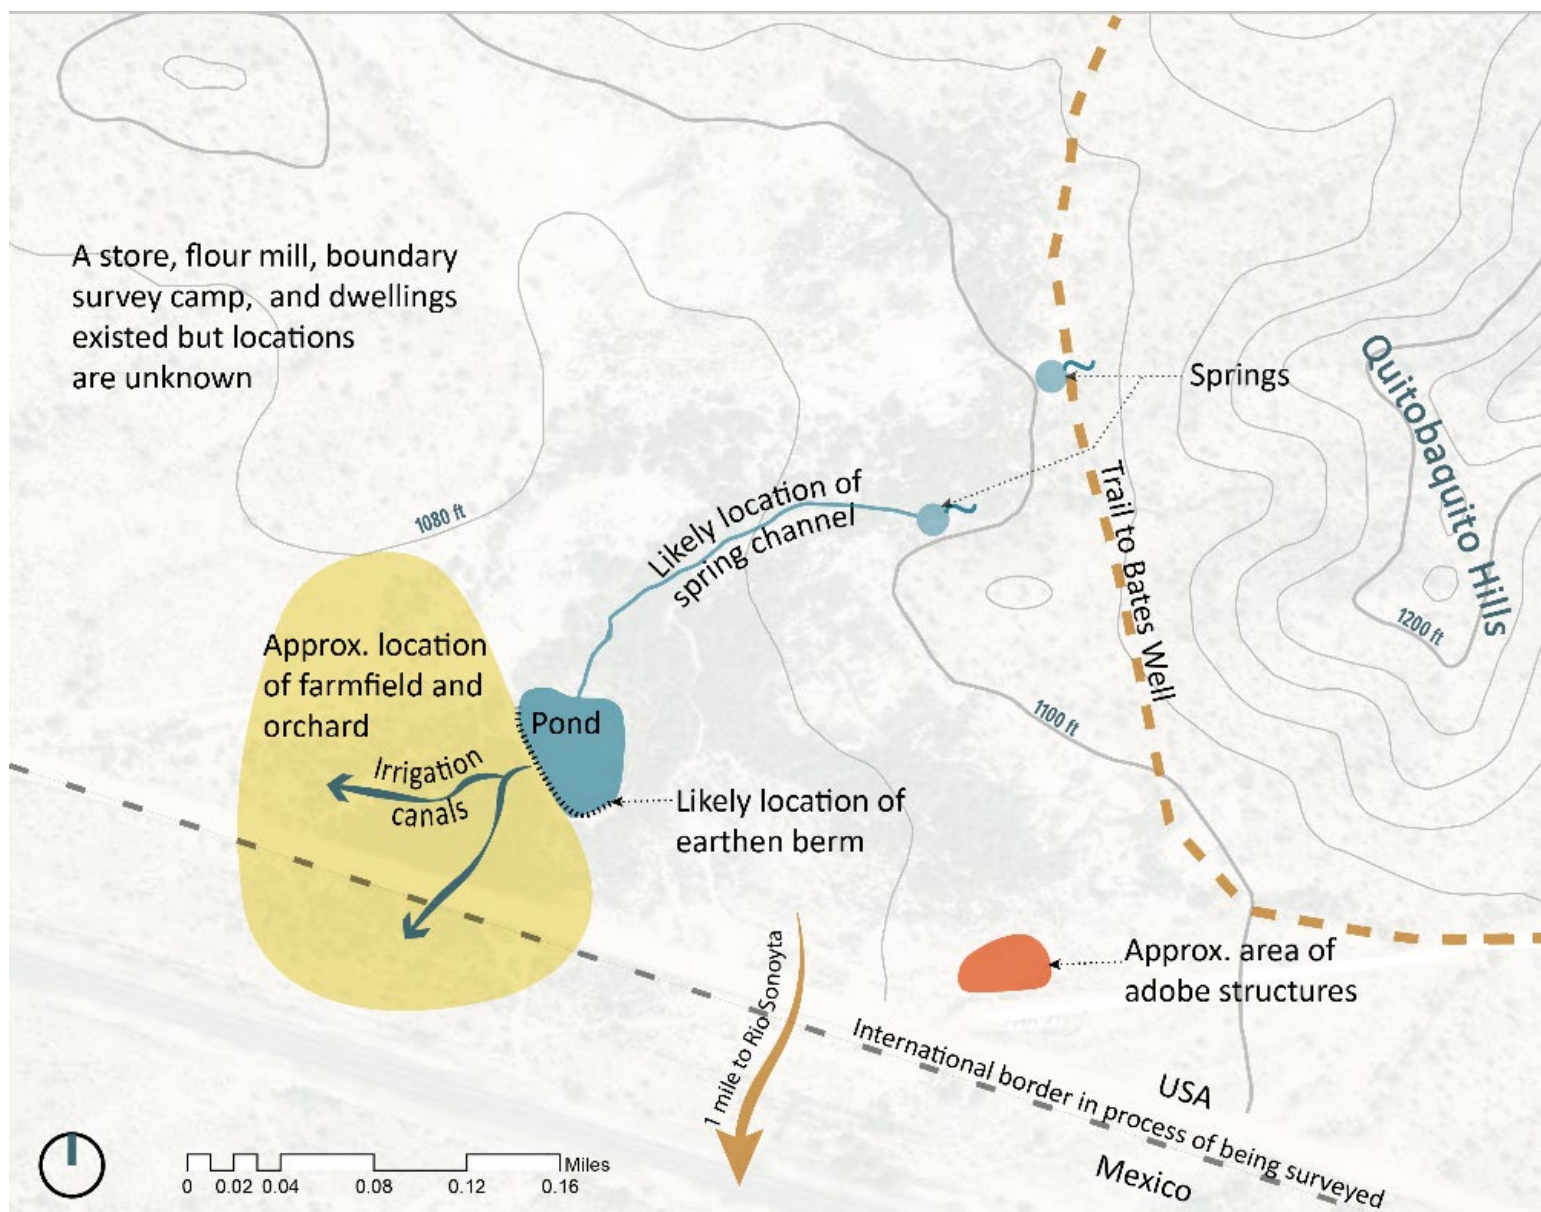 A store, flour mill, boundary
survey camp,  and dwellings
existed but locations
are unknown
Springs
Quitobaquito Hills
1080 ft
Likely location of
spring channel
Trail to Bates Well
1200 ft
Approx. location
of farmfield and
orchard
Pond
1100 ft
Irrigation
canals
Likely location of
earthen berm
1 mile to Rio Sonoyta
Approx. area of
adobe structures
International border in process of being surveyed
USA
Mexico
Miles
0 0.02 0.04 0.08 0.12 0.16